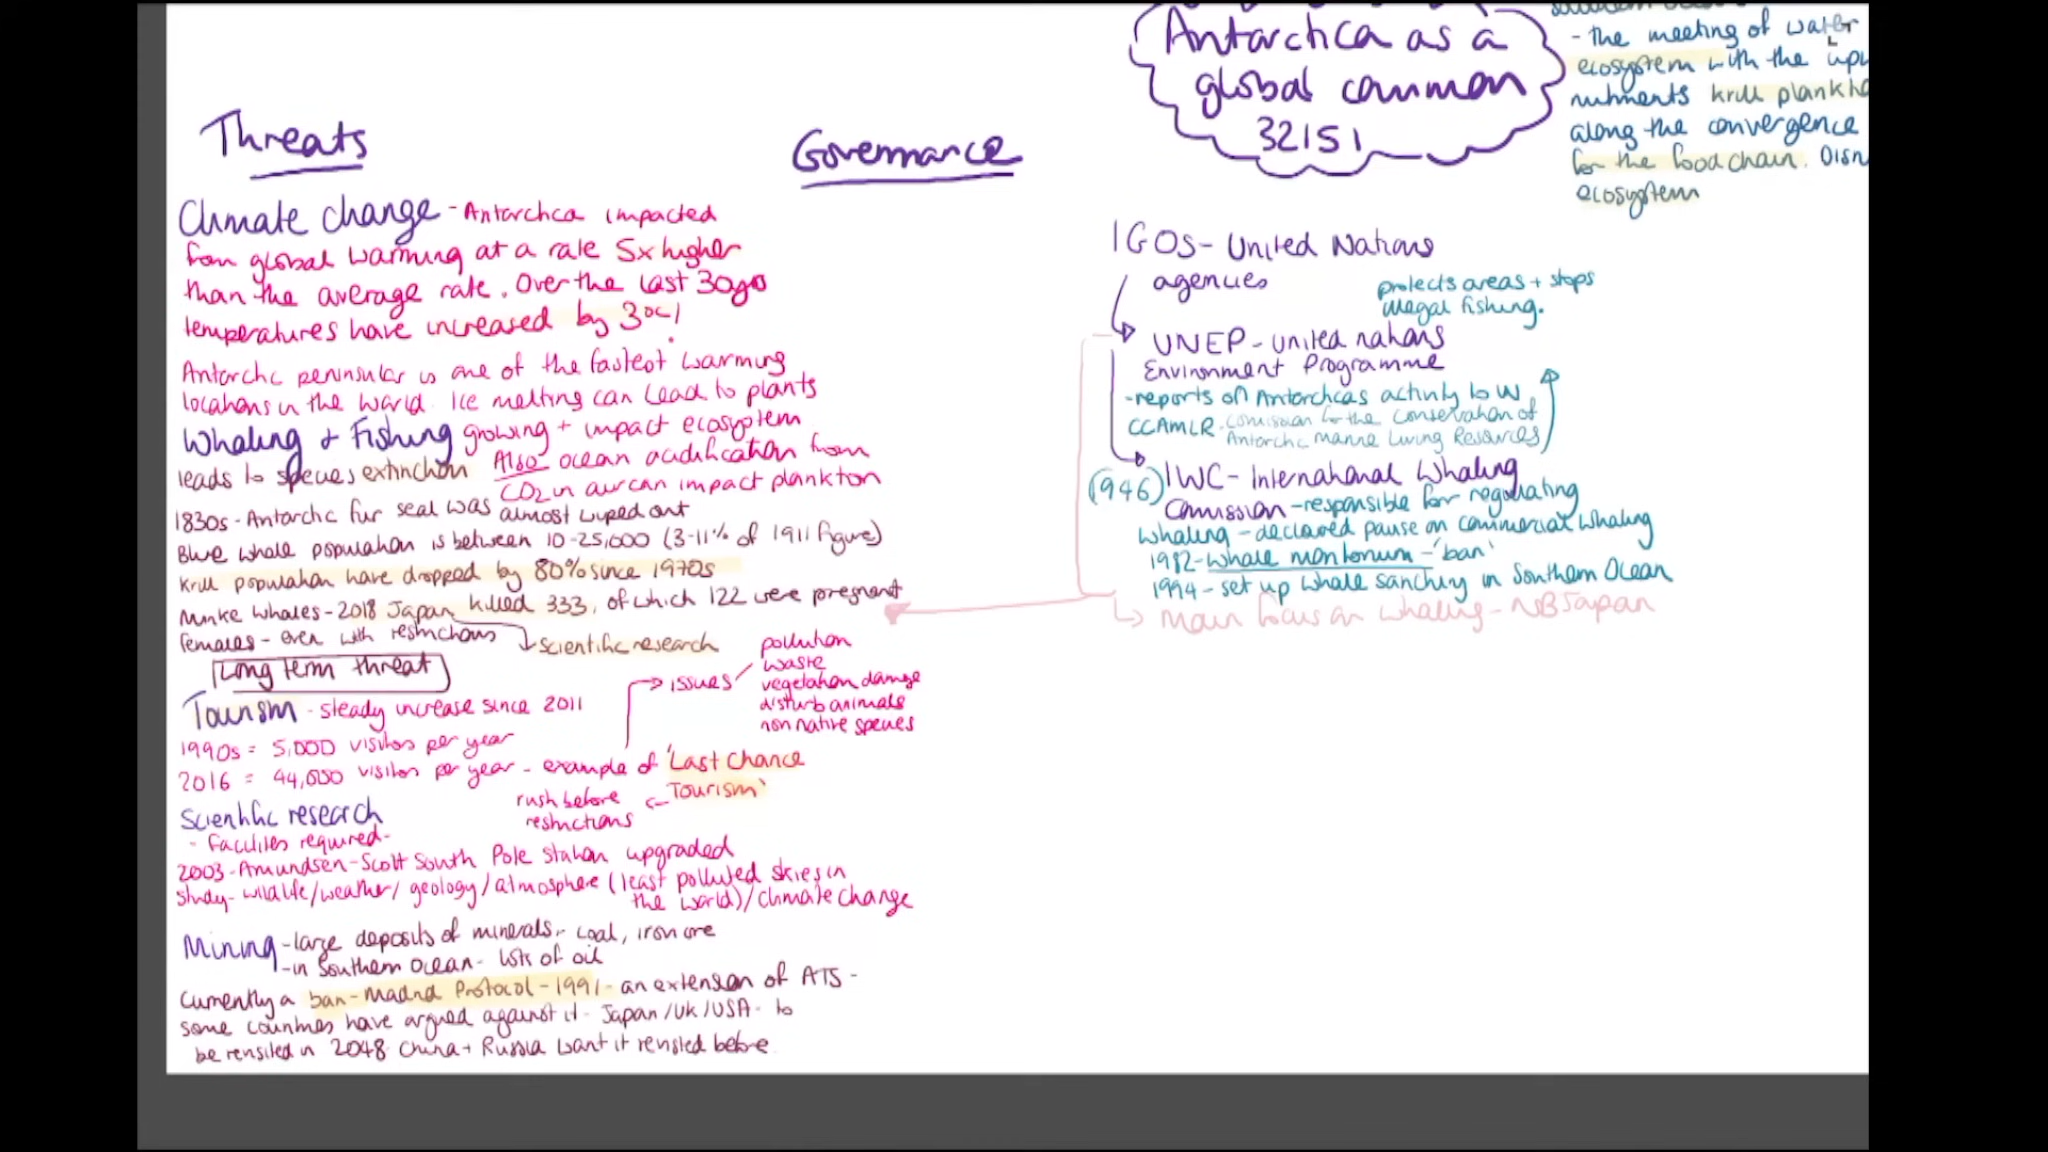 Antarctica as a
global common
32151
- the meeting of water
ecosystem with the
nutrients krill
along the convergence
for the food chain.
ecosystem
Threats
Climate change - Antarctica impacted
from global warming at a rate 5x higher
than the average rate. Over the last 30
temperatures have increased by 3°C!
Antarctic peninsular is one of the fastest warming
locations in the world. Ice melting can lead to plants
growing + impact ecosystem
Also ocean acidification from
CO2 in air can impact plankton
Whaling + Fishing
leads to species extinction
1830s - Antarctic fur seal was almost wiped out
Blue whale population is between 10-25,000 (3-11% of 1911 figure)
Krill population have dropped by 80% since 1970s
Minke whales - 2018 Japan killed 333, of which 122 were pregnant
females - even with restrictions
scientific research
Long term threat
Tourism - steady increase since 2011
1990s = 5,000 visitors per year
2016 = 44,000 visitors per year - example of 'Last Chance
Tourism'
rush before
restrictions
issues
pollution
waste
vegetation damage
disturb animals
non native species
Scientific research
- Facilites required -
2003 - Amundsen-Scott South Pole Station upgraded
study - wildlife/weather/geology/atmosphere (least polluted skies in
the world)/climate change
Mining - large deposits of minerals - coal, iron ore
- in Southern Ocean - lots of oil
Currently a ban - Madrid Protocol - 1991 - an extension of ATS -
some countries have argued against it - Japan/UK/USA - to
be revisited in 2048 China + Russia want it revisited before
Governance
IGOS - United Nations
agencies
protects areas + stops
illegal fishing.
UNEP - United nations
Environment Programme
- reports of Antarcticas activity to UN
CCAMLR - Comission for the Conservation of
Antarctic Marine Living Resources
(1946) IWC - International Whaling
Comission - responsible for regulating
whaling - declared pause on commercial whaling
1982 - whale moritorium - 'ban'
1994 - set up whale sanctury in Southern Ocean
main focus on whaling - NB Japan